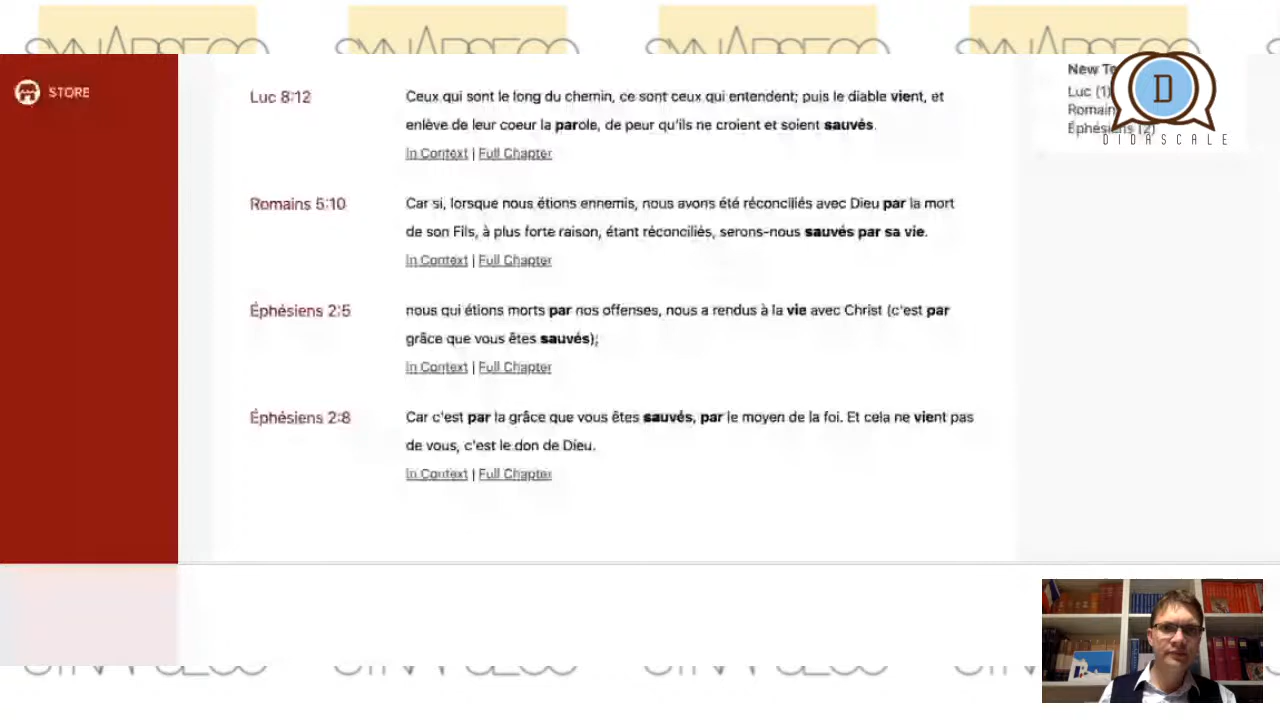 SYNAPSECO SYNAPSECO SYNAPSECO SYNAPSECO
STORE
Luc 8:12
Ceux qui sont le long du chemin, ce sont ceux qui entendent; puis le diable vient, et
enlève de leur coeur la parole, de peur qu'ils ne croient et soient sauvés.
In Context | Full Chapter
Romains 5:10
Car si, lorsque nous étions ennemis, nous avons été réconciliés avec Dieu par la mort
de son Fils, à plus forte raison, étant réconciliés, serons-nous sauvés par sa vie.
In Context | Full Chapter
Éphésiens 2:5
nous qui étions morts par nos offenses, nous a rendus à la vie avec Christ (c'est par
grâce que vous êtes sauvés);
In Context | Full Chapter
Éphésiens 2:8
Car c'est par la grâce que vous êtes sauvés, par le moyen de la foi. Et cela ne vient pas
de vous, c'est le don de Dieu.
In Context | Full Chapter
New Te
Luc (1)
Romain
Éphésiens (2)
D
DIDASCALE